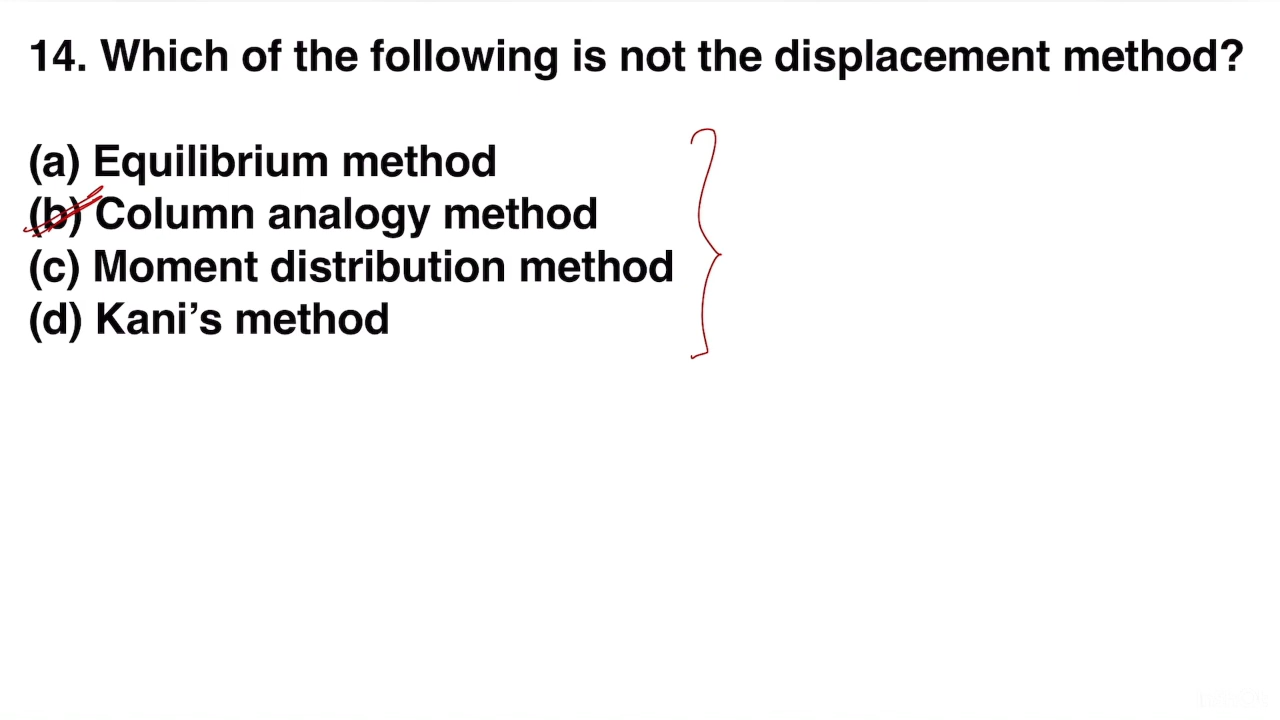 14. Which of the following is not the displacement method?
(a) Equilibrium method
(b) Column analogy method
(c) Moment distribution method
(d) Kani’s method